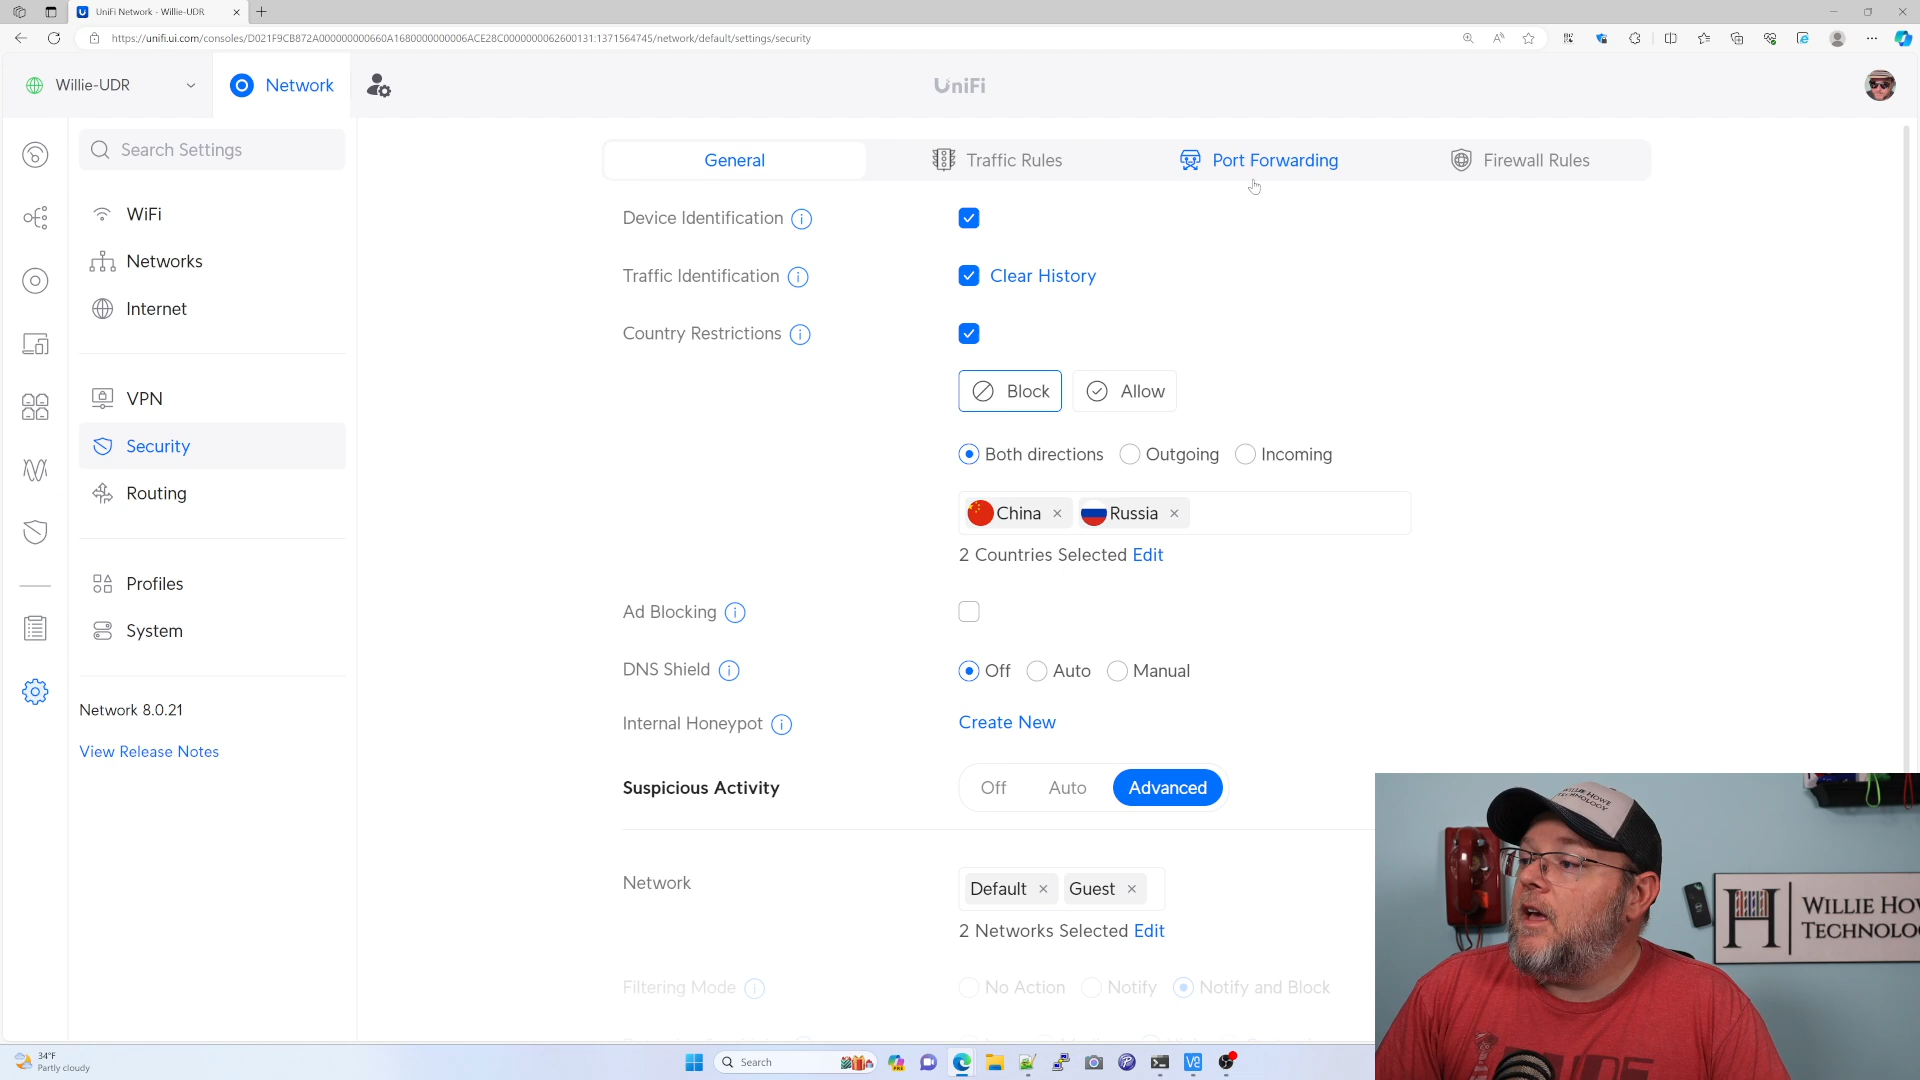 UniFi Network - Willie-UDR
https://unifi.ui.com/consoles/D021F9CB872A000000000660A1680000000006ACE28C0000000062600131:1371564745/network/default/settings/security
Willie-UDR
Network
UniFi
Search Settings
General
Traffic Rules
Port Forwarding
Firewall Rules
WiFi
Networks
Internet
VPN
Security
Routing
Profiles
System
Network 8.0.21
View Release Notes
Device Identification
Traffic Identification
Clear History
Country Restrictions
Block
Allow
Both directions
Outgoing
Incoming
China
Russia
2 Countries Selected Edit
Ad Blocking
DNS Shield
Off
Auto
Manual
Internal Honeypot
Create New
Suspicious Activity
Off
Auto
Advanced
Network
Default
Guest
2 Networks Selected Edit
Filtering Mode
No Action
Notify
Notify and Block
WILLIE HOWE
TECHNOLOGY
H
WILLIE HOW
TECHNOLO
34°F
Partly cloudy
Search